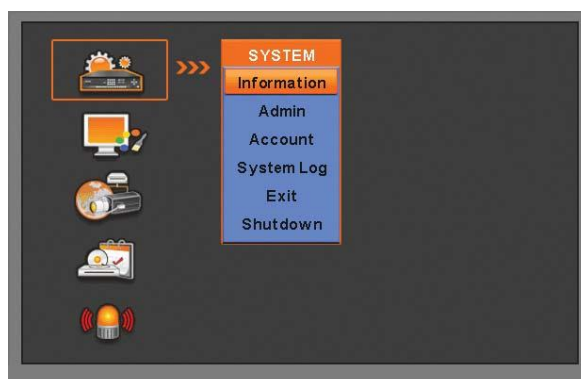 SYSTEM
Information
Admin
Account
System Log
Exit
Shutdown